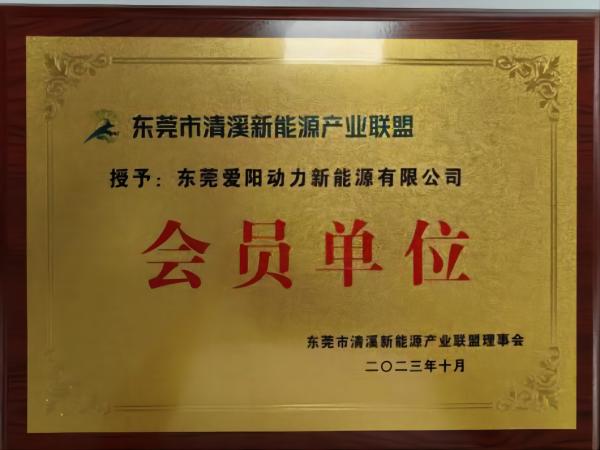 东莞市清溪新能源产业联盟
授予：东莞爱阳动力新能源有限公司
会员单位
东莞市清溪新能源产业联盟理事会
二〇二三年十月